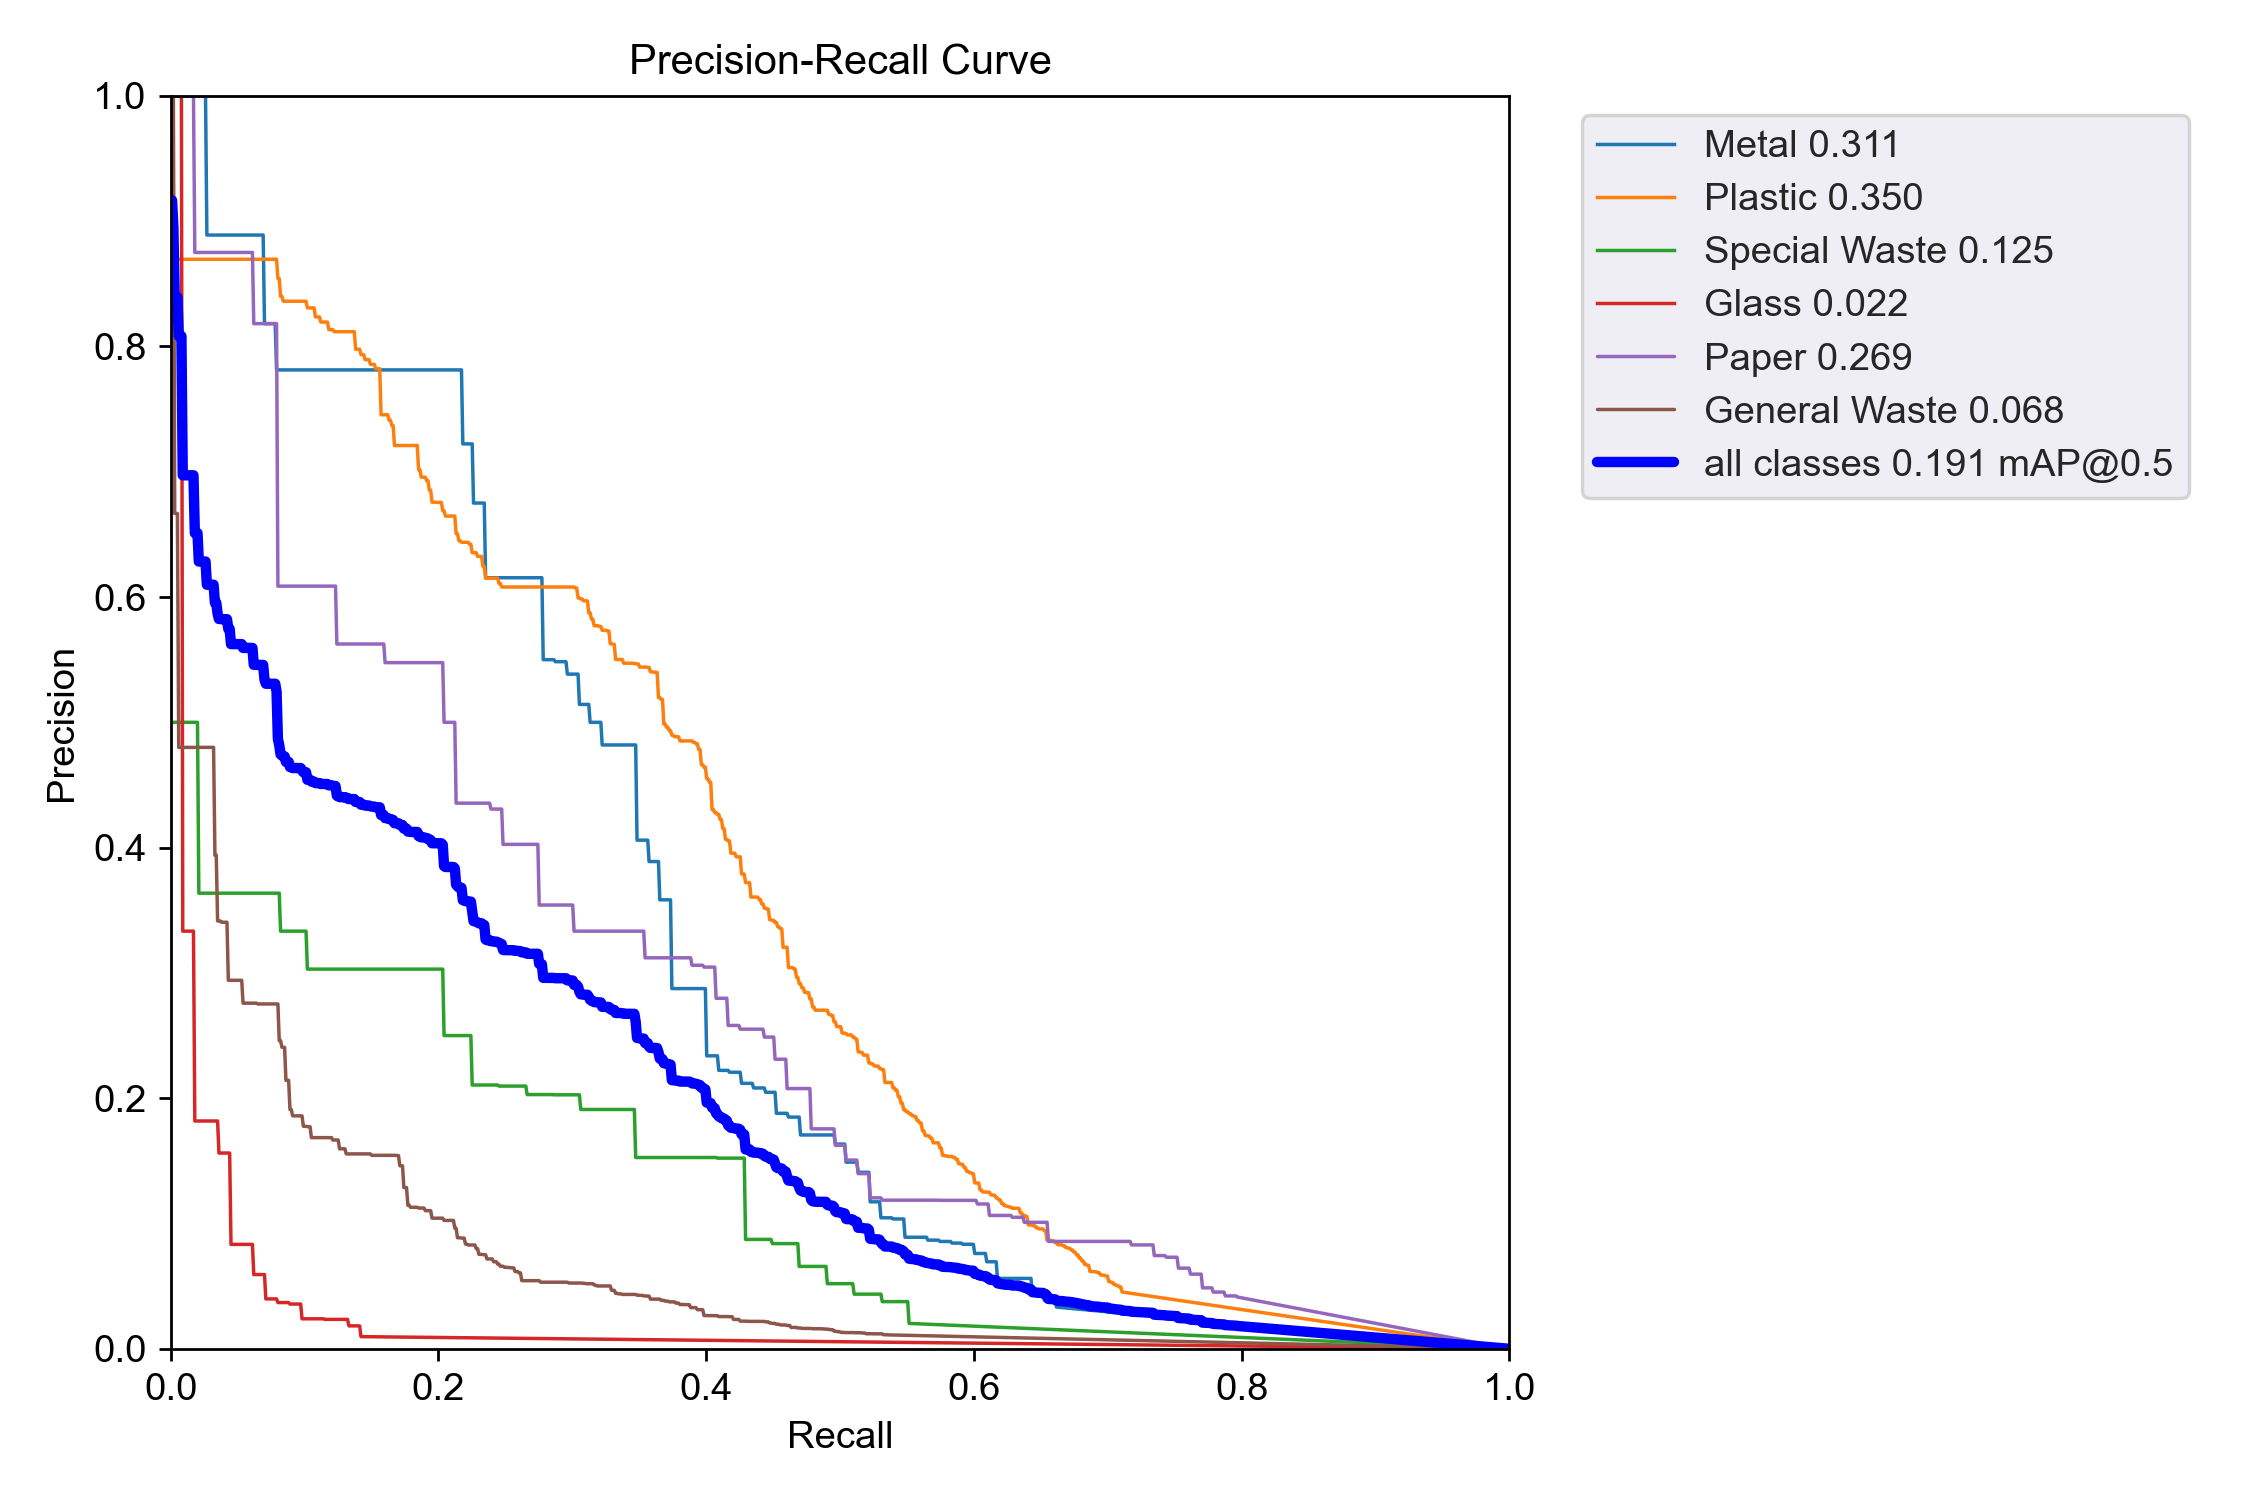 Precision-Recall Curve
1.0
0.8
0.6
0.4
0.2
0.0
Precision
0.0 0.2 0.4 0.6 0.8 1.0
Recall
Metal 0.311
Plastic 0.350
Special Waste 0.125
Glass 0.022
Paper 0.269
General Waste 0.068
all classes 0.191 mAP@0.5